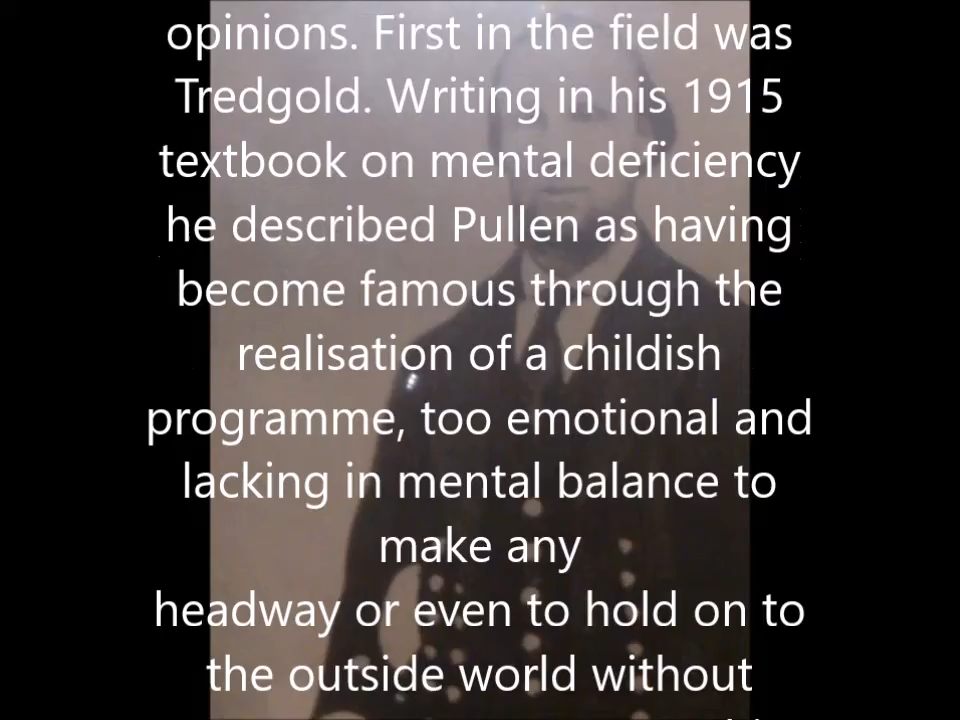 opinions. First in the field was
Tredgold. Writing in his 1915
textbook on mental deficiency
he described Pullen as having
become famous through the
realisation of a childish
programme, too emotional and
lacking in mental balance to
make any
headway or even to hold on to
the outside world without